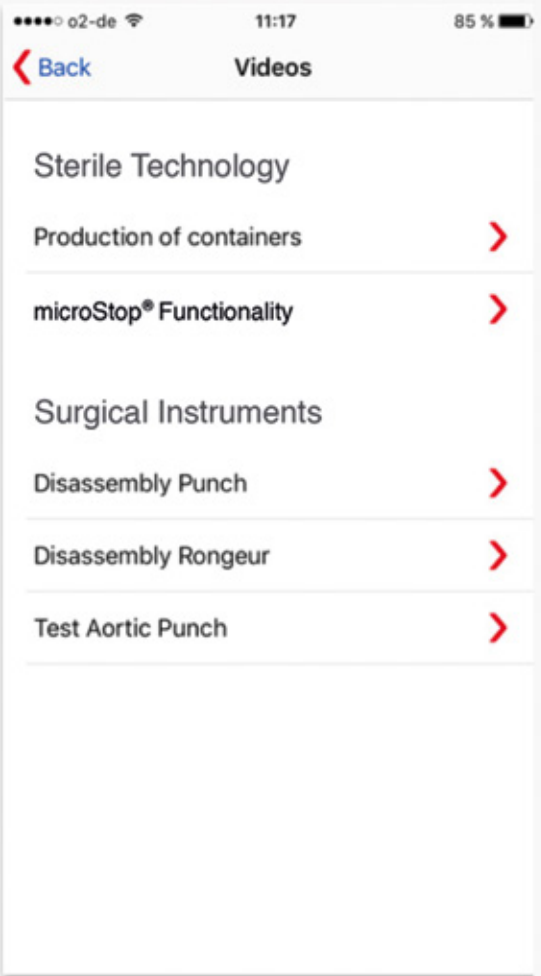 o2-de 11:17 85 %
Back Videos
Sterile Technology
Production of containers
microStop® Functionality
Surgical Instruments
Disassembly Punch
Disassembly Rongeur
Test Aortic Punch